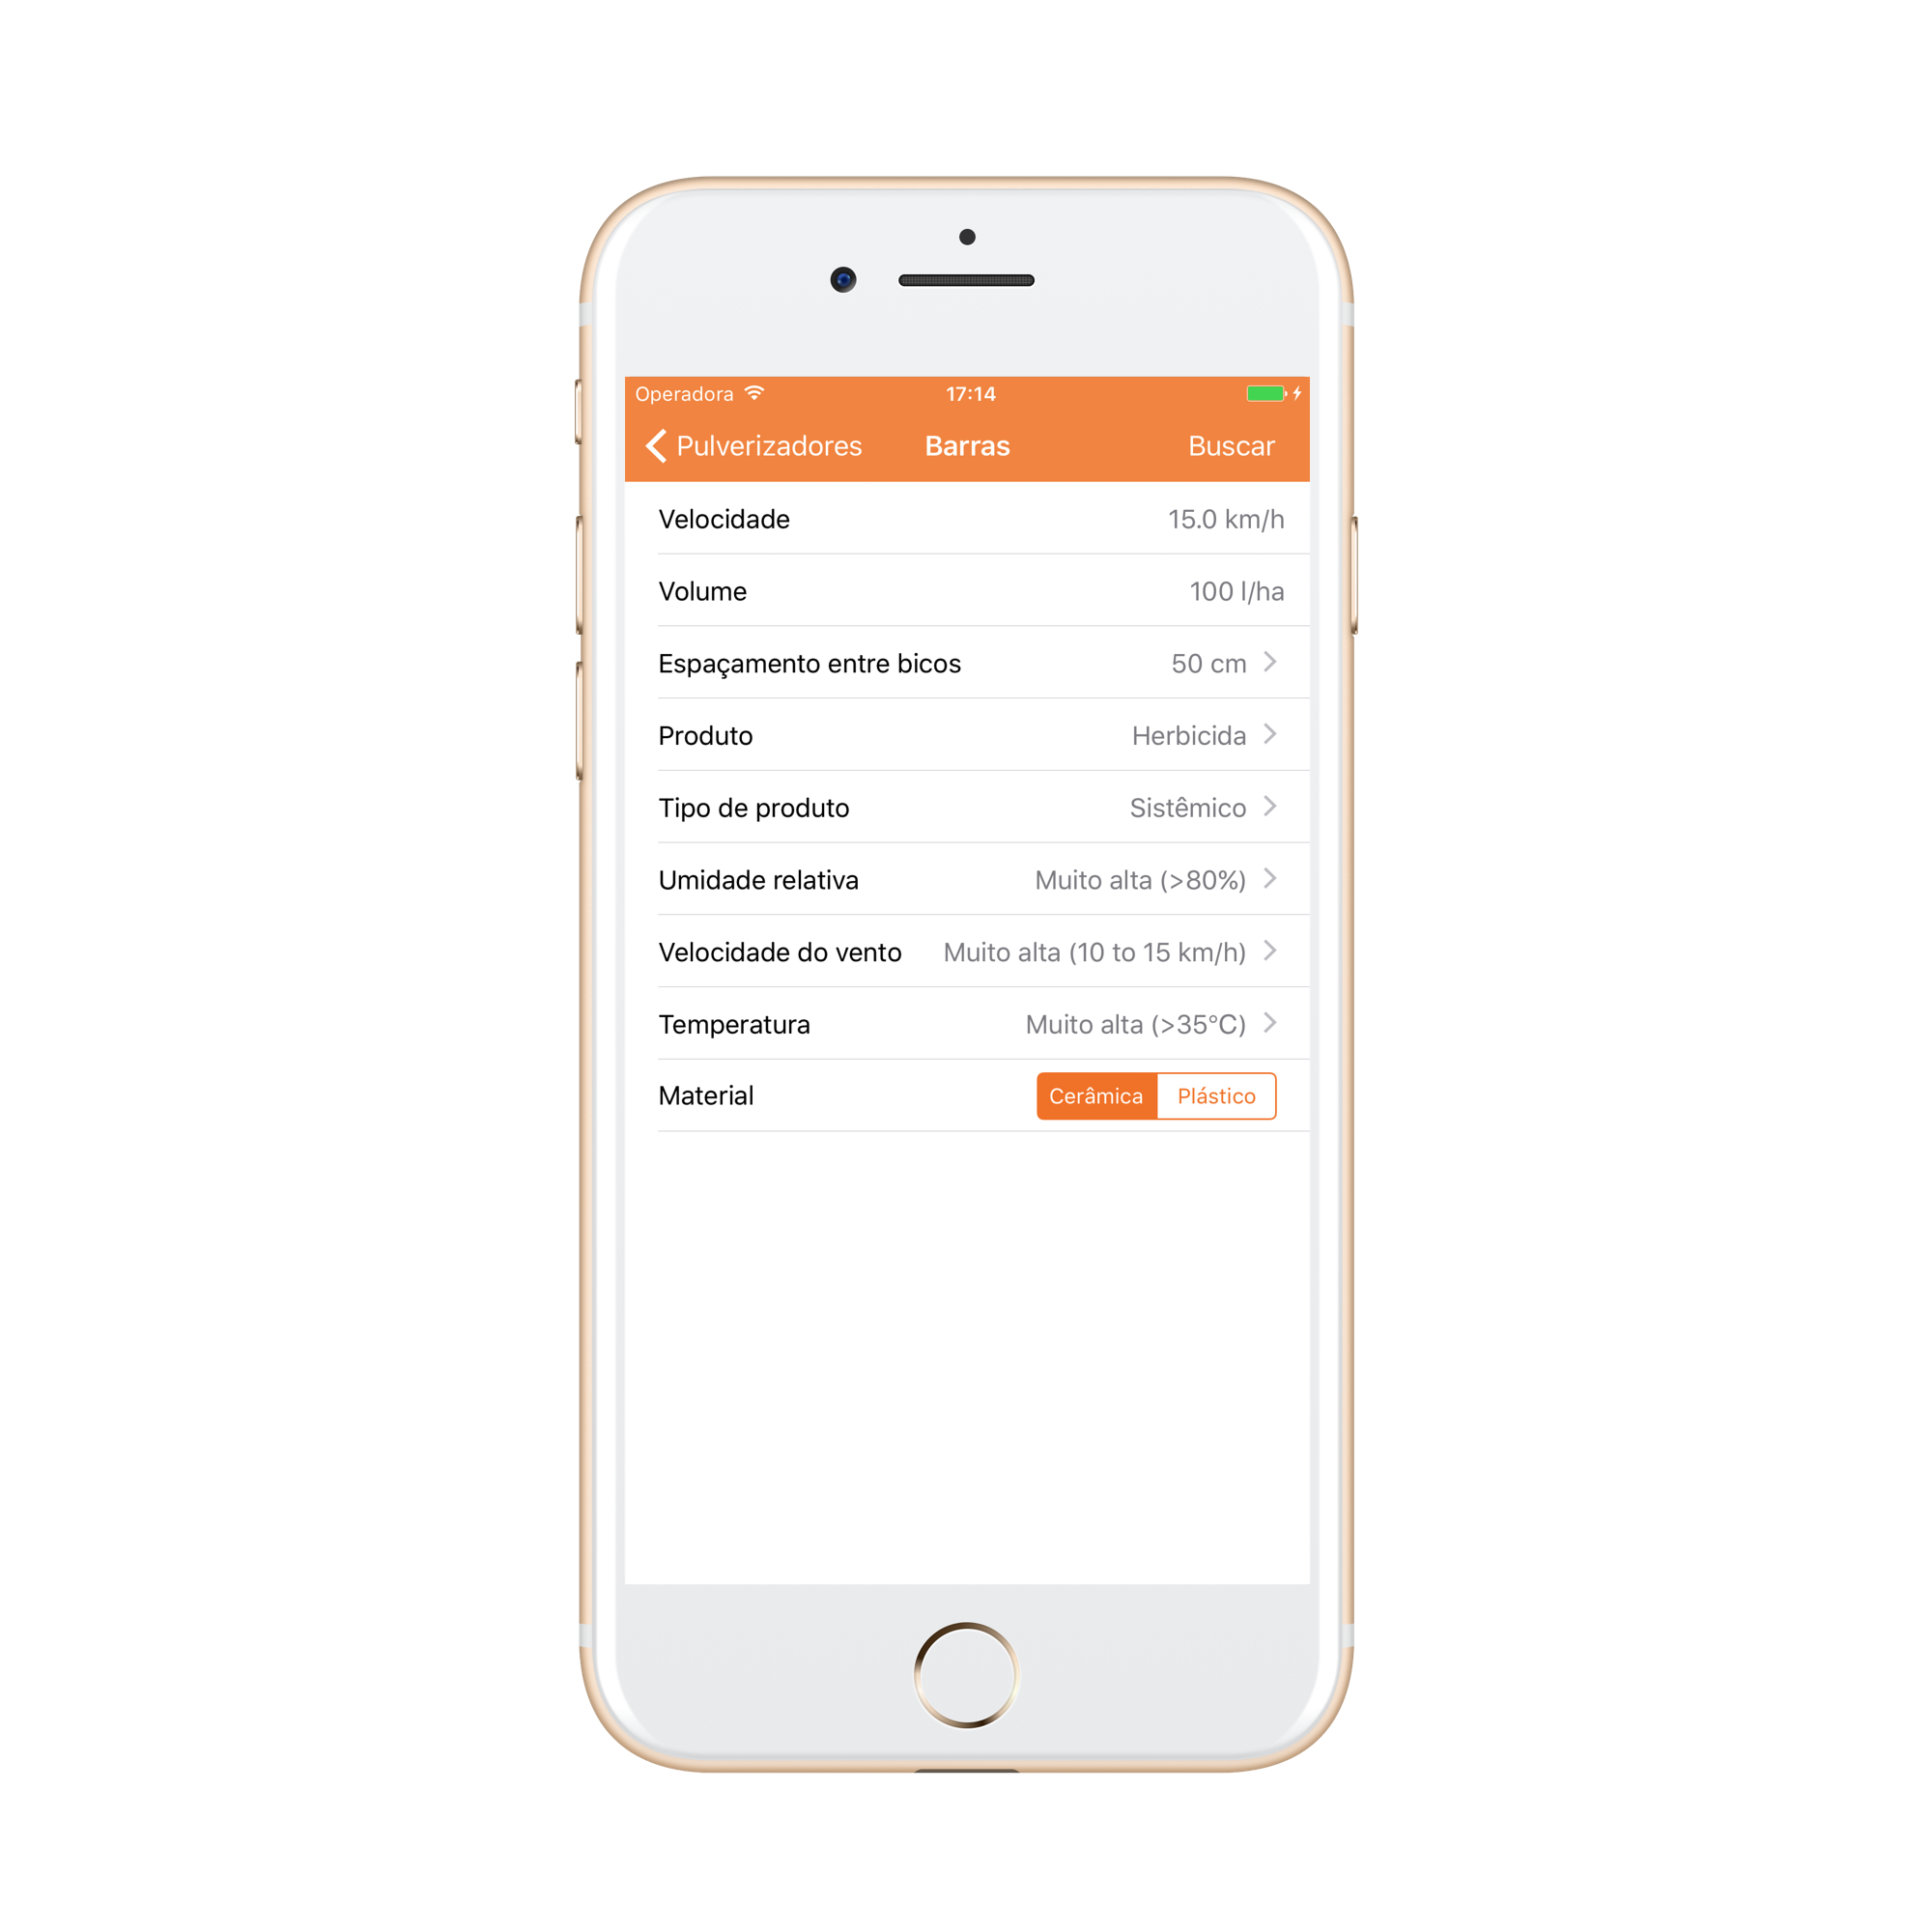 Operadora 17:14
Pulverizadores Barras Buscar
Velocidade 15.0 km/h
Volume 100 l/ha
Espaçamento entre bicos 50 cm
Produto Herbicida
Tipo de produto Sistêmico
Umidade relativa Muito alta (>80%)
Velocidade do vento Muito alta (10 to 15 km/h)
Temperatura Muito alta (>35°C)
Material Cerâmica Plástico